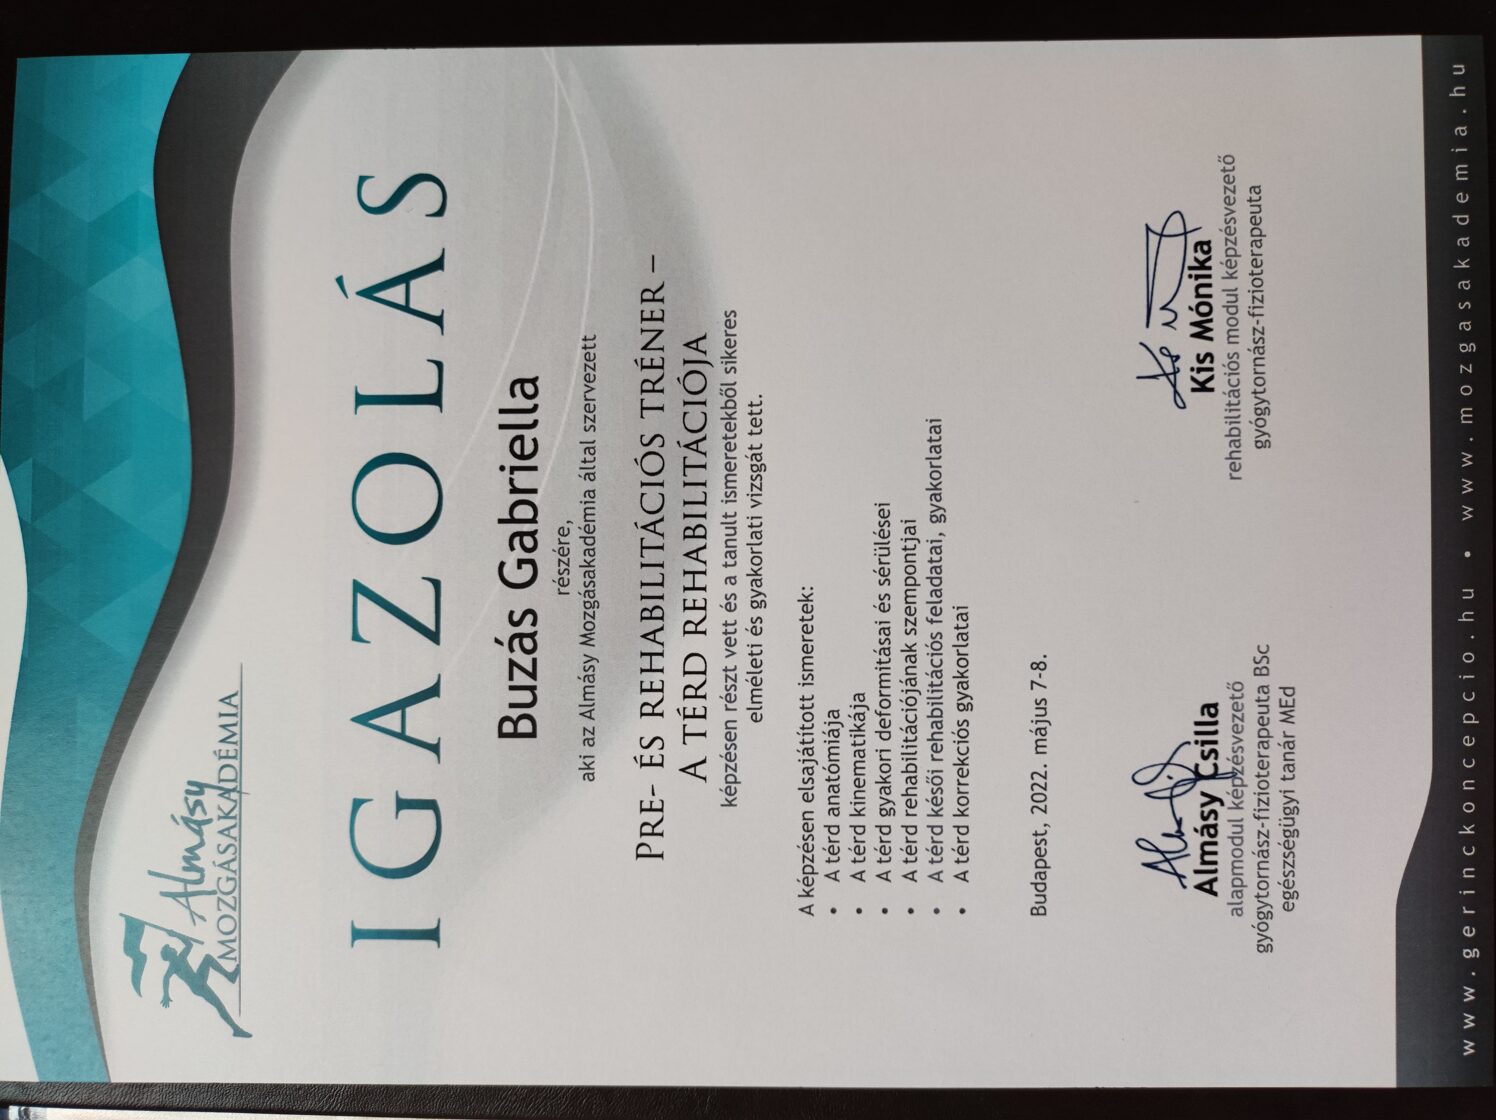 Almásy
MOZGÁSAKADÉMIA
IGAZOLÁS
Buzás Gabriella
részére,
aki az Almásy Mozgásakadémia által szervezett
PRE- ÉS REHABILITÁCIÓS TRÉNER –
A TÉRD REHABILITÁCIÓJA
képzésen részt vett és a tanult ismeretekből sikeres
elméleti és gyakorlati vizsgát tett.
A képzésen elsajátított ismeretek:
• A térd anatómiája
• A térd kinematikája
• A térd gyakori deformitásai és sérülései
• A térd rehabilitációjának szempontjai
• A térd késői rehabilitációs feladatai, gyakorlatai
• A térd korrekciós gyakorlatai
Budapest, 2022. május 7-8.
Almásy Csilla
alapmodul képzésvezető
gyógytornász-fizioterapeuta BSc
egészségügyi tanár MEd
Kis Mónika
rehabilitációs modul képzésvezető
gyógytornász-fizioterapeuta
www.gerinckoncepcio.hu • www.mozgasakademia.hu